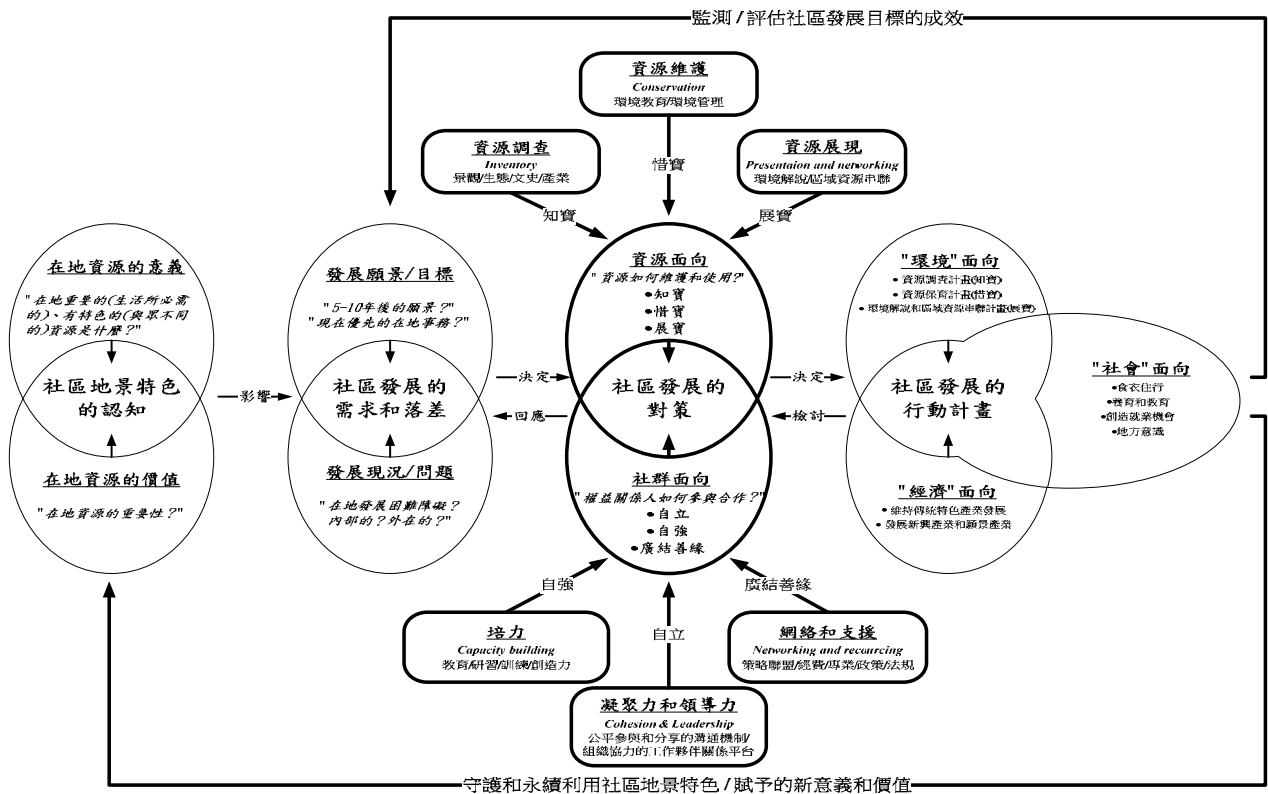 監測 / 評估社區發展目標的成效
資源維護
Conservation
環境教育/環境管理
資源調查
Inventory
景觀/生態/文史/產業
資源展現
Presentaion and networking
環境解說/區域資源串聯
知寶
惜寶
展寶
在地資源的意義
"在地重要的(生活所必需
的)、有特色的(與眾不同
的)資源是什麼?"
社區地景特色
的認知
在地資源的價值
"在地資源的重要性?"
影響
發展願景/目標
"5-10年後的願景?"
"現在優先的在地事務?"
社區發展的
需求和落差
發展現況/問題
"在地發展困難障礙?
內部的?外在的?"
決定
回應
資源面向
"資源如何維護和使用?"
•知寶
•惜寶
•展寶
社區發展的
對策
社群面向
"權益關係人如何參與合作?"
•自立
•自強
•廣結善緣
決定
檢討
"環境"面向
•資源調查計畫(知寶)
•資源保育計畫(惜寶)
•環境解說和區域資源串聯計畫(展寶)
社區發展的
行動計畫
"經濟"面向
•維持傳統特色產業發展
•發展新興產業和願景產業
"社會"面向
•食衣住行
•養育和教育
•創造就業機會
•地方意識
自強
自立
廣結善緣
培力
Capacity building
教育/研習/訓練/創造力
凝聚力和領導力
Cohesion & Leadership
公平參與和分享的溝通機制/
組織協力的工作夥伴關係平台
網絡和支援
Networking and recourcing
策略聯盟/經費/專業/政策/法規
守護和永續利用社區地景特色 / 賦予的新意義和價值